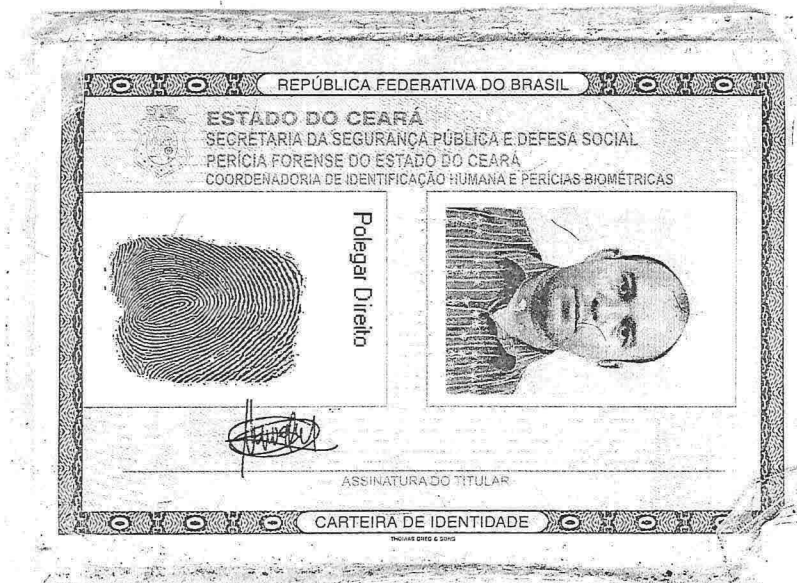 REPÚBLICA FEDERATIVA DO BRASIL
ESTADO DO CEARÁ
SECRETARIA DA SEGURANÇA PÚBLICA E DEFESA SOCIAL
PERÍCIA FORENSE DO ESTADO DO CEARÁ
COORDENADORIA DE IDENTIFICAÇÃO HUMANA E PERÍCIAS BIOMÉTRICAS
Polegar Direito
ASSINATURA DO TITULAR
CARTEIRA DE IDENTIDADE
THOMAS GREG & SONS